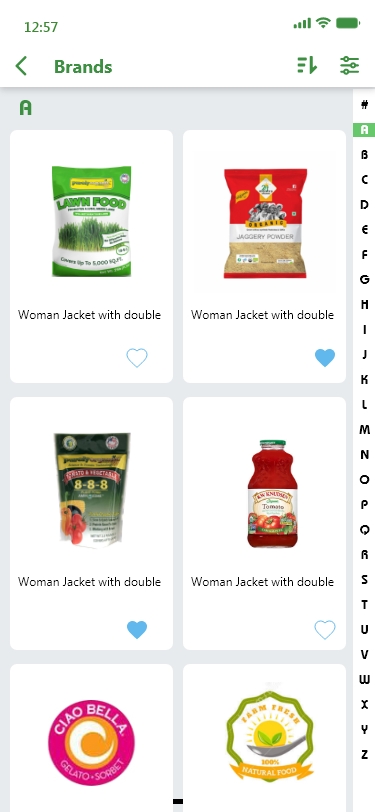 12:57
Brands
A
#
A
B
C
D
E
F
G
H
I
J
K
L
M
N
O
P
Q
R
S
T
U
V
W
X
Y
Z
LAWN FOOD
Covers Up To 5,000 SQ.FT.
Woman Jacket with double
24
ORGANIC
JAGGERY POWDER
Woman Jacket with double
TOMATO & VEGETABLE
8-8-8
Woman Jacket with double
R.W. KNUDSEN
Organic
Tomato
Woman Jacket with double
CIAO BELLA
GELATO • SORBET
FARM FRESH
100%
NATURAL FOOD